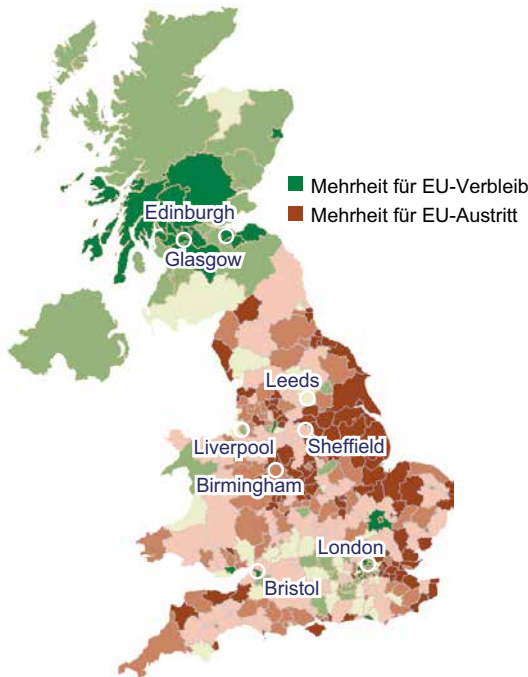 Mehrheit für EU-Verbleib
Mehrheit für EU-Austritt
Edinburgh
Glasgow
Leeds
Liverpool
Sheffield
Birmingham
London
Bristol